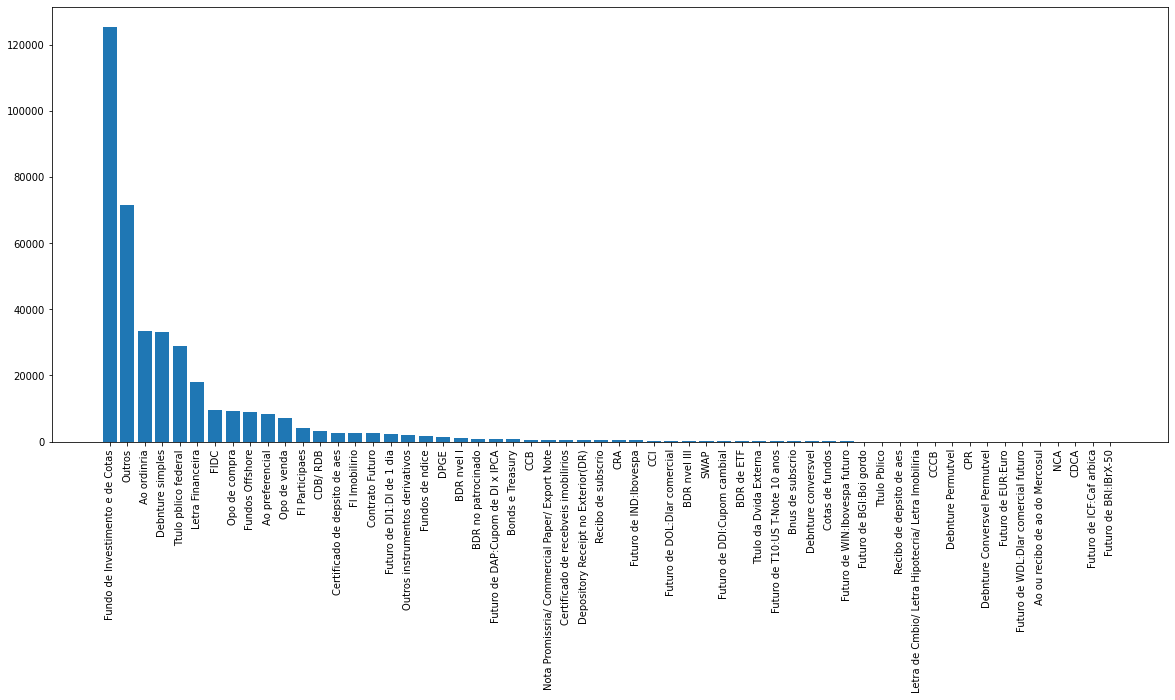 120000
100000
80000
60000
40000
20000
0
Fundo de Investimento e de Cotas
Outros
Ao ordinria
Debnture simples
Ttulo pblico federal
Letra Financeira
FIDC
Opo de compra
Fundos Offshore
Ao preferencial
Opo de venda
FI Participaes
CDB/ RDB
Certificado de depsito de aes
FI Imobilirio
Contrato Futuro
Futuro de DI1:DI de 1 dia
Outros instrumentos derivativos
Fundos de ndice
DPGE
BDR nvel I
BDR no patrocinado
Futuro de DAP:Cupom de DI x IPCA
Bonds e Treasury
CCB
Nota Promissria/ Commercial Paper/ Export Note
Certificado de recebveis imobilirios
Depository Receipt no Exterior(DR)
Recibo de subscrio
CRA
Futuro de IND:Ibovespa
CCI
Futuro de DOL:Dlar comercial
BDR nvel III
SWAP
Futuro de DDI:Cupom cambial
BDR de ETF
Ttulo da Dvida Externa
Futuro de T10:US T-Note 10 anos
Bnus de subscrio
Debnture conversvel
Cotas de fundos
Futuro de WIN:Ibovespa futuro
Futuro de BGI:Boi gordo
Ttulo Pblico
Recibo de depsito de aes
Letra de Cmbio/ Letra Hipotecria/ Letra Imobiliria
CCCB
Debnture Permutvel
CPR
Debnture Conversvel Permutvel
Futuro de EUR:Euro
Futuro de WDL:Dlar comercial futuro
Ao ou recibo de ao do Mercosul
NCA
CDCA
Futuro de ICF:Caf arbica
Futuro de BRI:IBrX-50